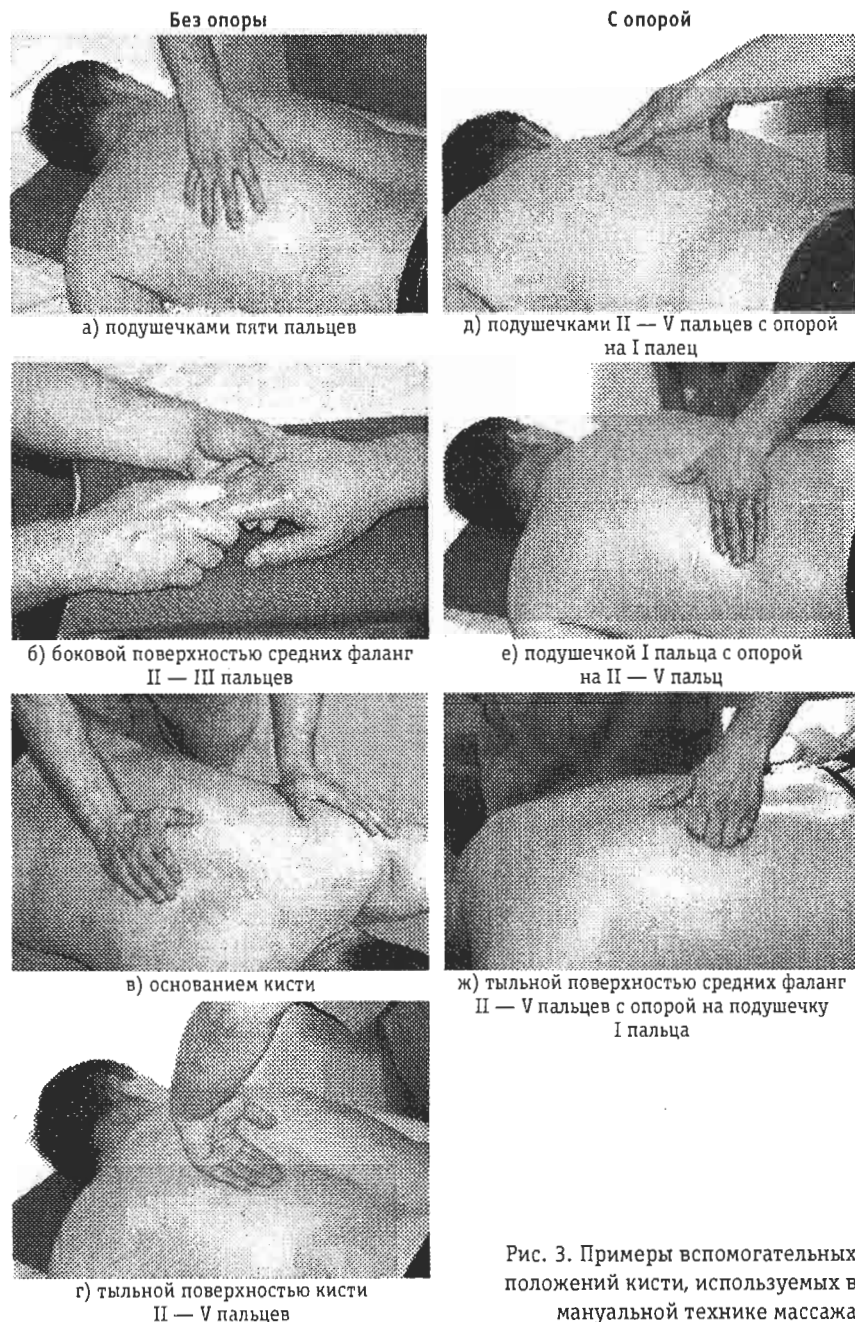 Без опоры
а) подушечками пяти пальцев
б) боковой поверхностью средних фаланг
II — III пальцев
в) основанием кисти
г) тыльной поверхностью кисти
II — V пальцев
С опорой
д) подушечками II — V пальцев с опорой
на I палец
е) подушечкой I пальца с опорой
на II — V пальц
ж) тыльной поверхностью средних фаланг
II — V пальцев с опорой на подушечку
I пальца
Рис. 3. Примеры вспомогательных
положений кисти, используемых в
мануальной технике массажа